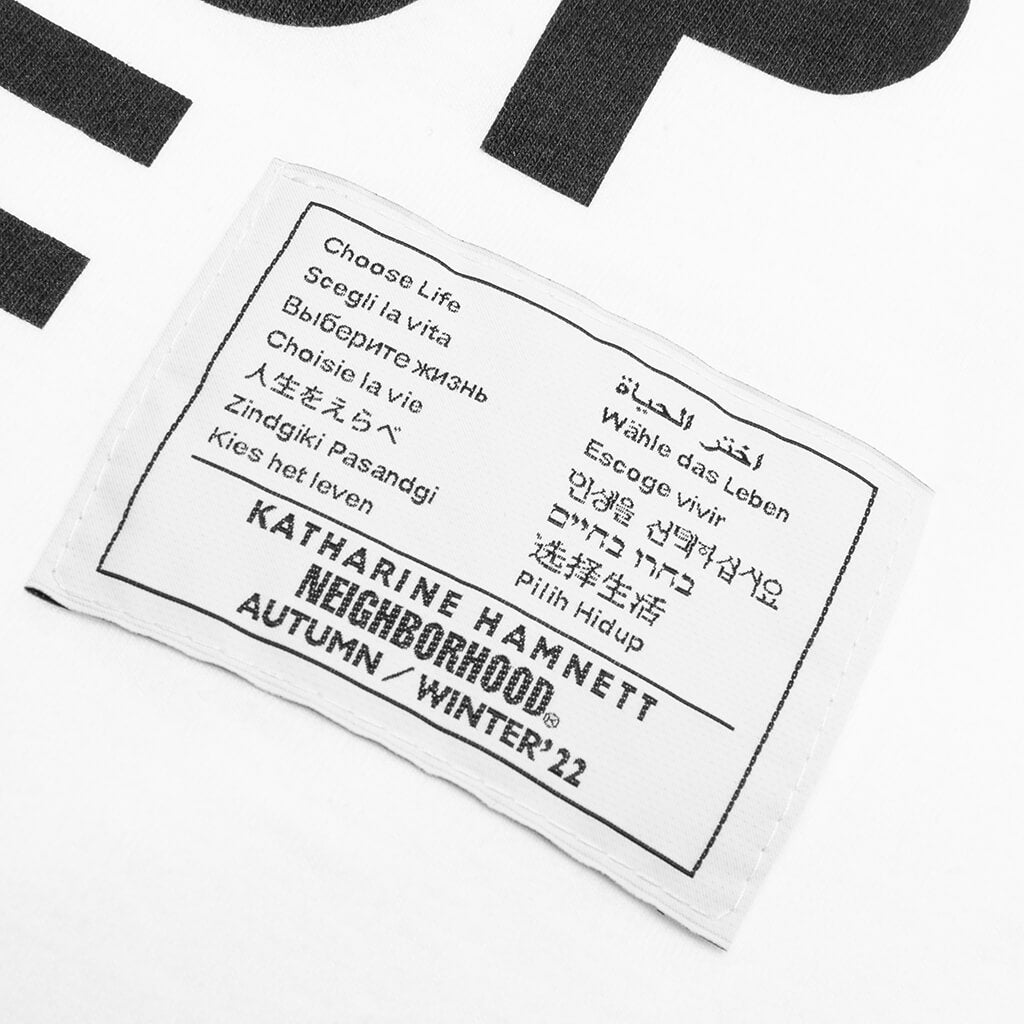 Choose Life
Scegli la vita
Выберите жизнь
Choisie la vie
人生をえらべ
Zindgiki Pasandgi
Kies het leven
اختر الحياة
Wähle das Leben
Escoge vivir
인생을 선택하십시요
בחרו בחיים
选择生活
Pilih Hidup
KATHARINE HAMNETT
NEIGHBORHOOD®
AUTUMN / WINTER'22